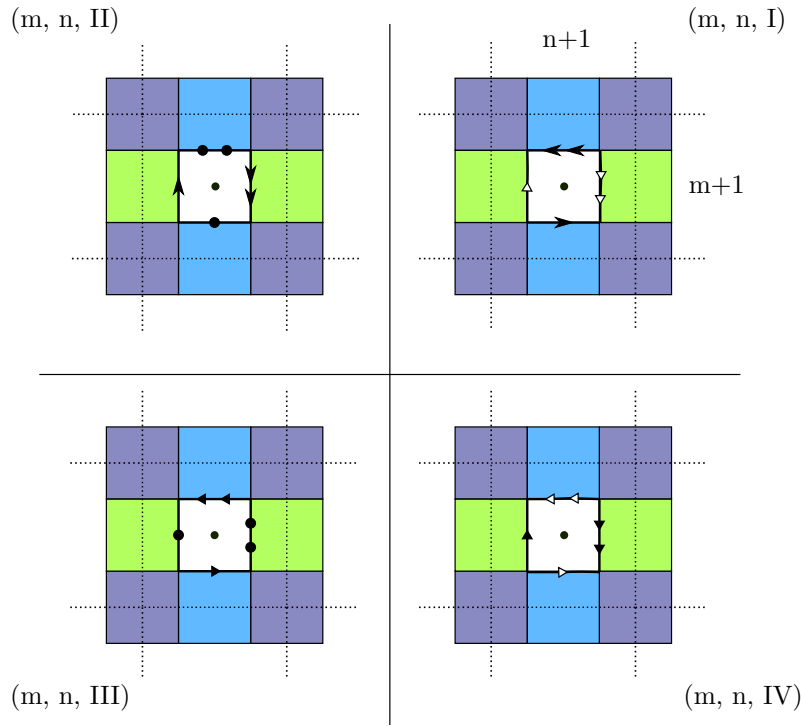 (m, n, II)
(m, n, I)
n+1
m+1
(m, n, III)
(m, n, IV)